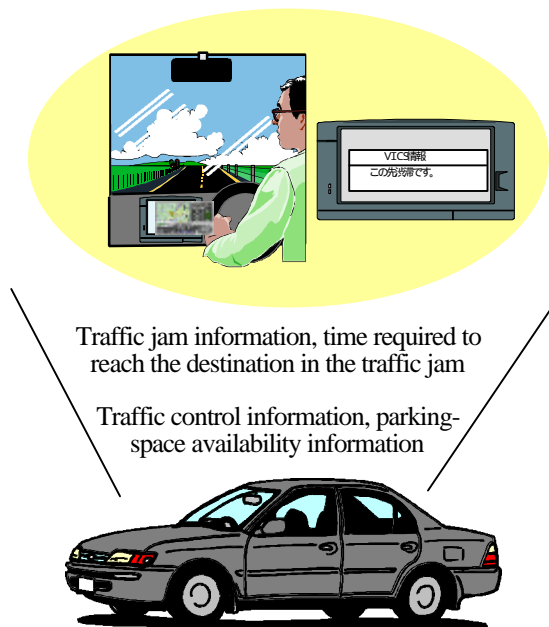 VICS情報
この先渋滞です。
Traffic jam information, time required to
reach the destination in the traffic jam
Traffic control information, parking-
space availability information